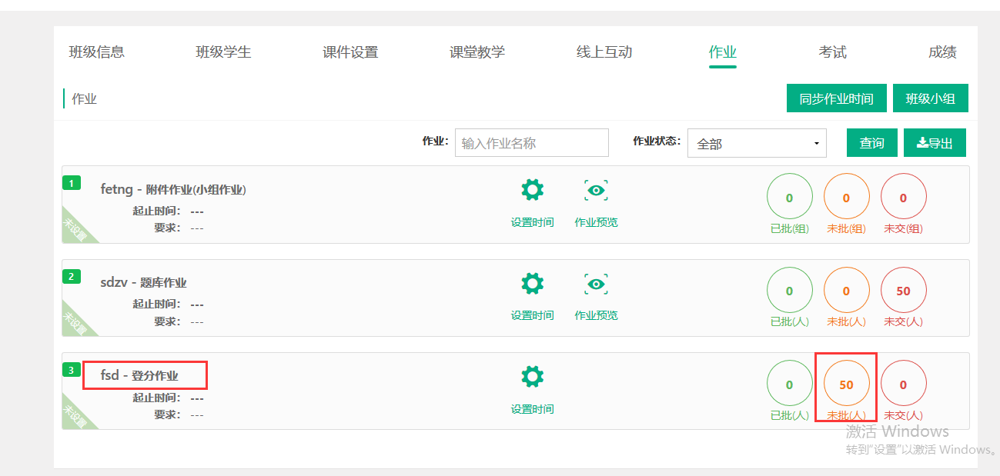 班级信息 班级学生 课件设置 课堂教学 线上互动 作业 考试 成绩
作业 同步作业时间 班级小组
作业： 输入作业名称 作业状态： 全部 查询 导出
1 fetng - 附件作业(小组作业) 0 0 0
起止时间： ---
要求： --- 设置时间 作业预览 已批(组) 未批(组) 未交(组)
未设置
2 sdzv - 题库作业 0 0 50
起止时间： ---
要求： --- 设置时间 作业预览 已批(人) 未批(人) 未交(人)
未设置
3 fsd - 登分作业 0 50 0
起止时间： ---
要求： --- 设置时间 已批(人) 未批(人) 未交(人)
未设置
激活 Windows
转到“设置”以激活 Windows。